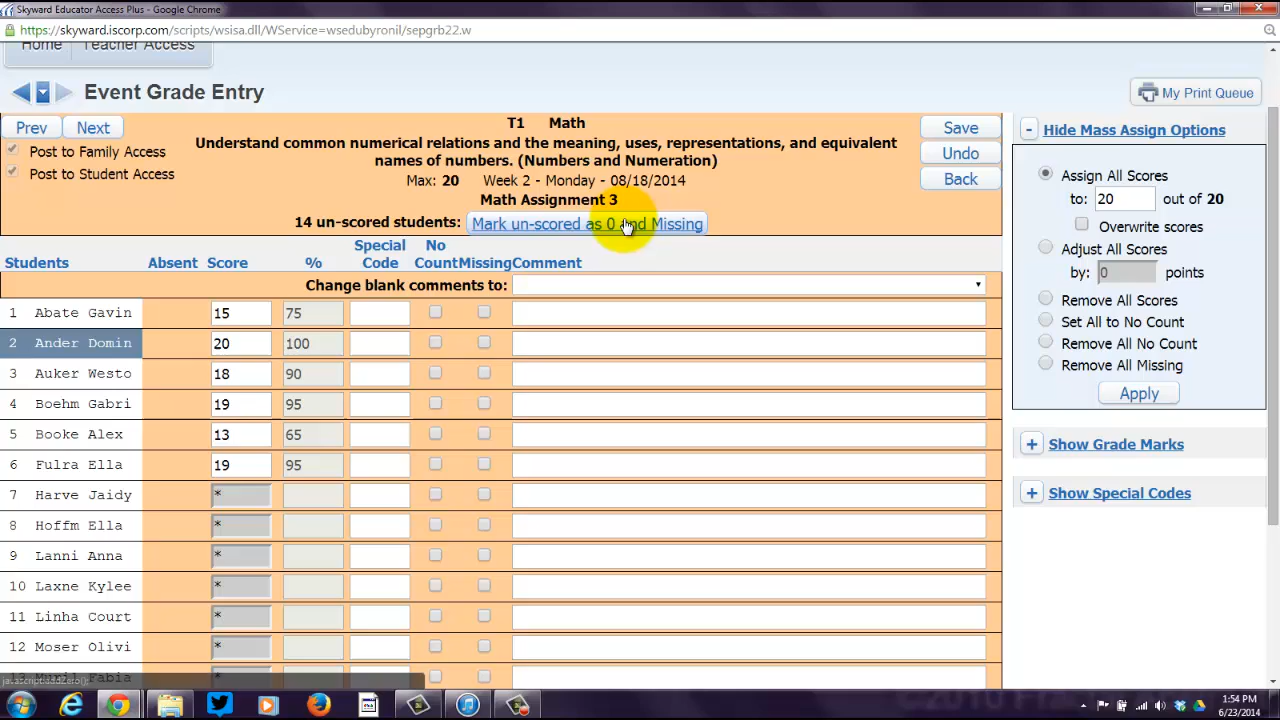 Skyward Educator Access Plus - Google Chrome
https://skyward.iscorp.com/scripts/wsisa.dll/WService=wsedubyronil/sepgrb22.w
Home Teacher Access
Event Grade Entry
My Print Queue
Prev Next
T1 Math
Save
Understand common numerical relations and the meaning, uses, representations, and equivalent
names of numbers. (Numbers and Numeration)
Undo
Post to Family Access
Post to Student Access
Max: 20 Week 2 - Monday - 08/18/2014
Back
Math Assignment 3
14 un-scored students: Mark un-scored as 0 and Missing
Students Absent Score % Special Code No Count Missing Comment
Change blank comments to:
1 Abate Gavin 15 75
2 Ander Domin 20 100
3 Auker Westo 18 90
4 Boehm Gabri 19 95
5 Booke Alex 13 65
6 Fulra Ella 19 95
7 Harve Jaidy *
8 Hoffm Ella *
9 Lanni Anna *
10 Laxne Kylee *
11 Linha Court *
12 Moser Olivi *
- Hide Mass Assign Options
Assign All Scores
to: 20 out of 20
Overwrite scores
Adjust All Scores
by: 0 points
Remove All Scores
Set All to No Count
Remove All No Count
Remove All Missing
Apply
+ Show Grade Marks
+ Show Special Codes
1:54 PM
6/23/2014